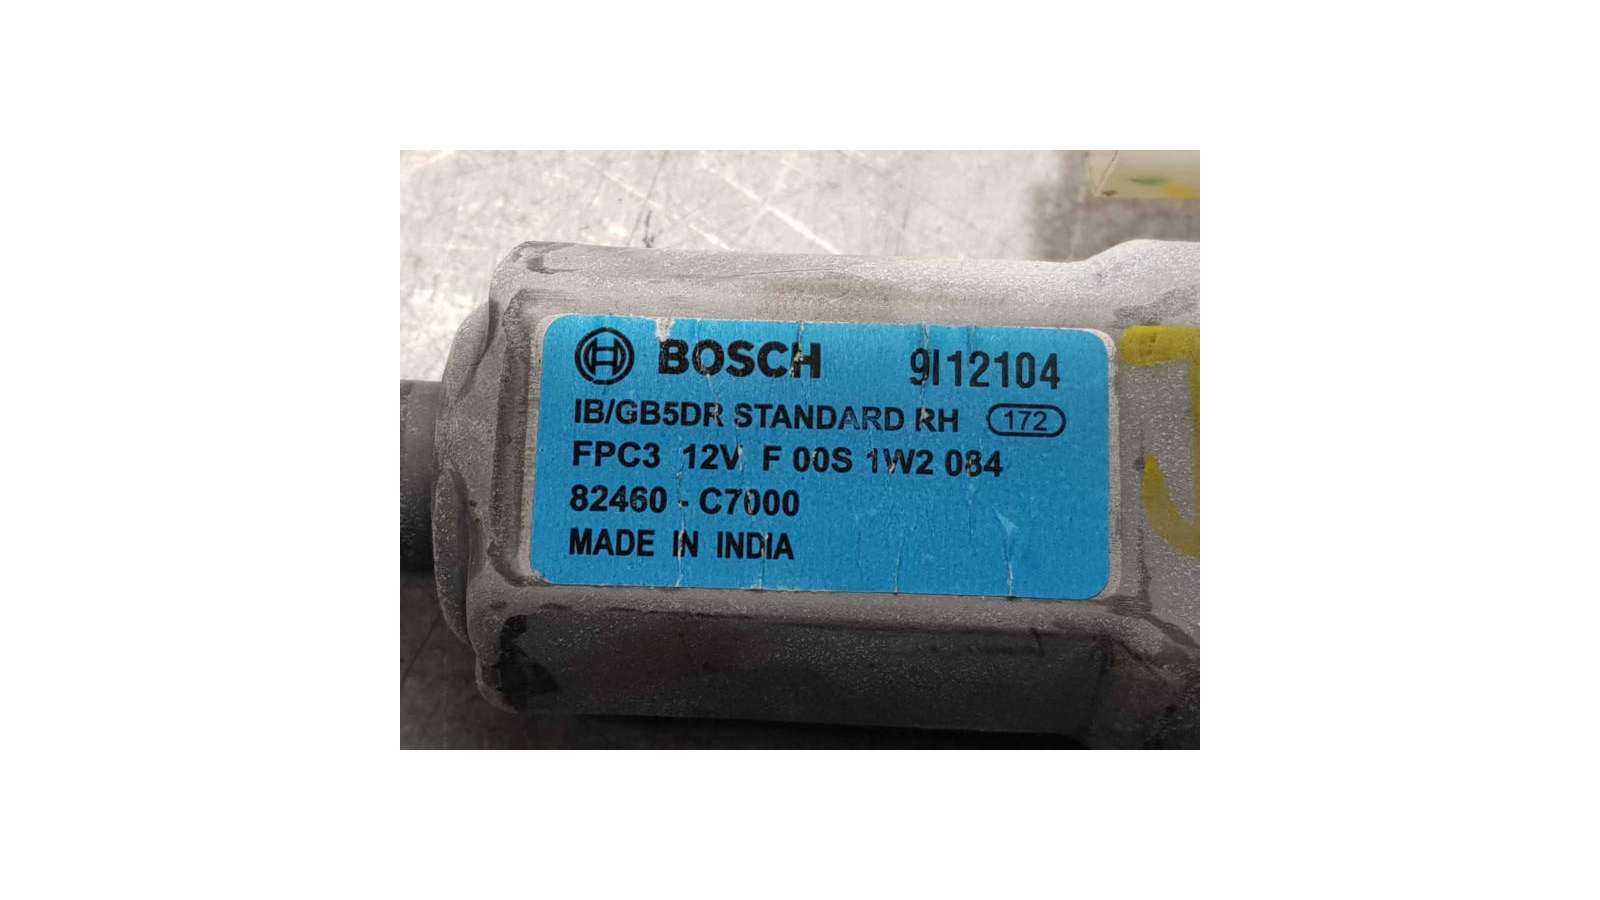 BOSCH 9I12104
IB/GB5DR STANDARD RH 172
FPC3 12V F 00S 1W2 084
82460 - C7000
MADE IN INDIA